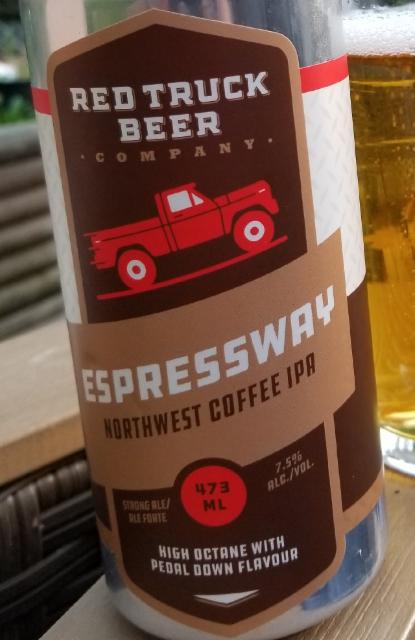 RED TRUCK
BEER
· COMPANY ·
ESPRESSWAY
NORTHWEST COFFEE IPA
473
ML
STRONG ALE/
ALE FORTE
7.5%
ALC./VOL.
HIGH OCTANE WITH
PEDAL DOWN FLAVOUR